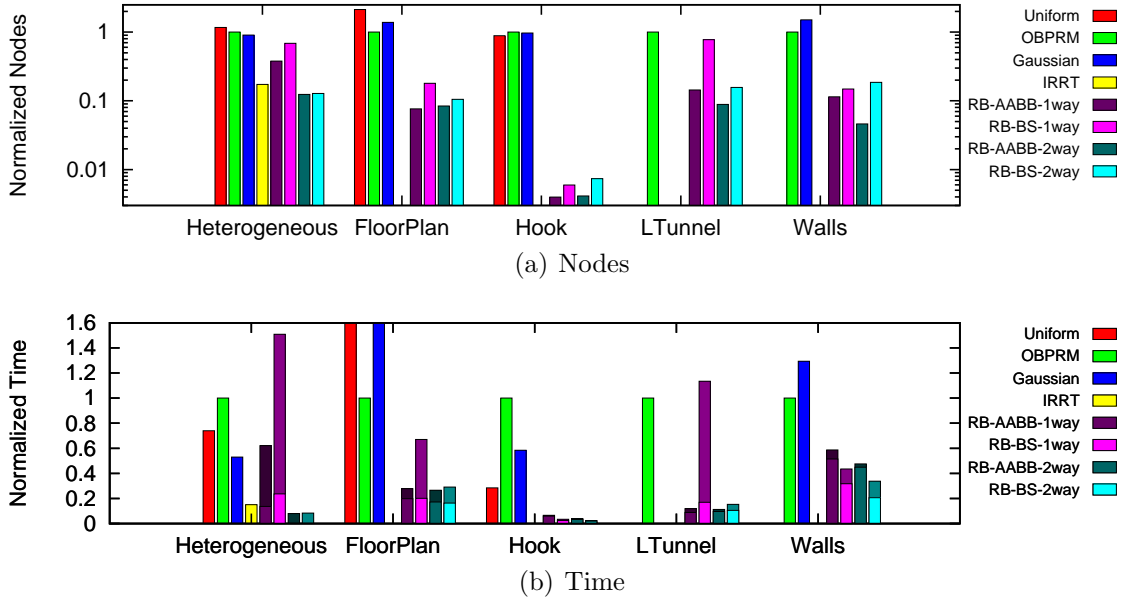 Normalized Nodes
1
0.1
0.01
Uniform
OBPRM
Gaussian
IRRT
RB-AABB-1way
RB-BS-1way
RB-AABB-2way
RB-BS-2way
Heterogeneous FloorPlan Hook LTunnel Walls
(a) Nodes
Normalized Time
1.6
1.4
1.2
1
0.8
0.6
0.4
0.2
0
Uniform
OBPRM
Gaussian
IRRT
RB-AABB-1way
RB-BS-1way
RB-AABB-2way
RB-BS-2way
Heterogeneous FloorPlan Hook LTunnel Walls
(b) Time